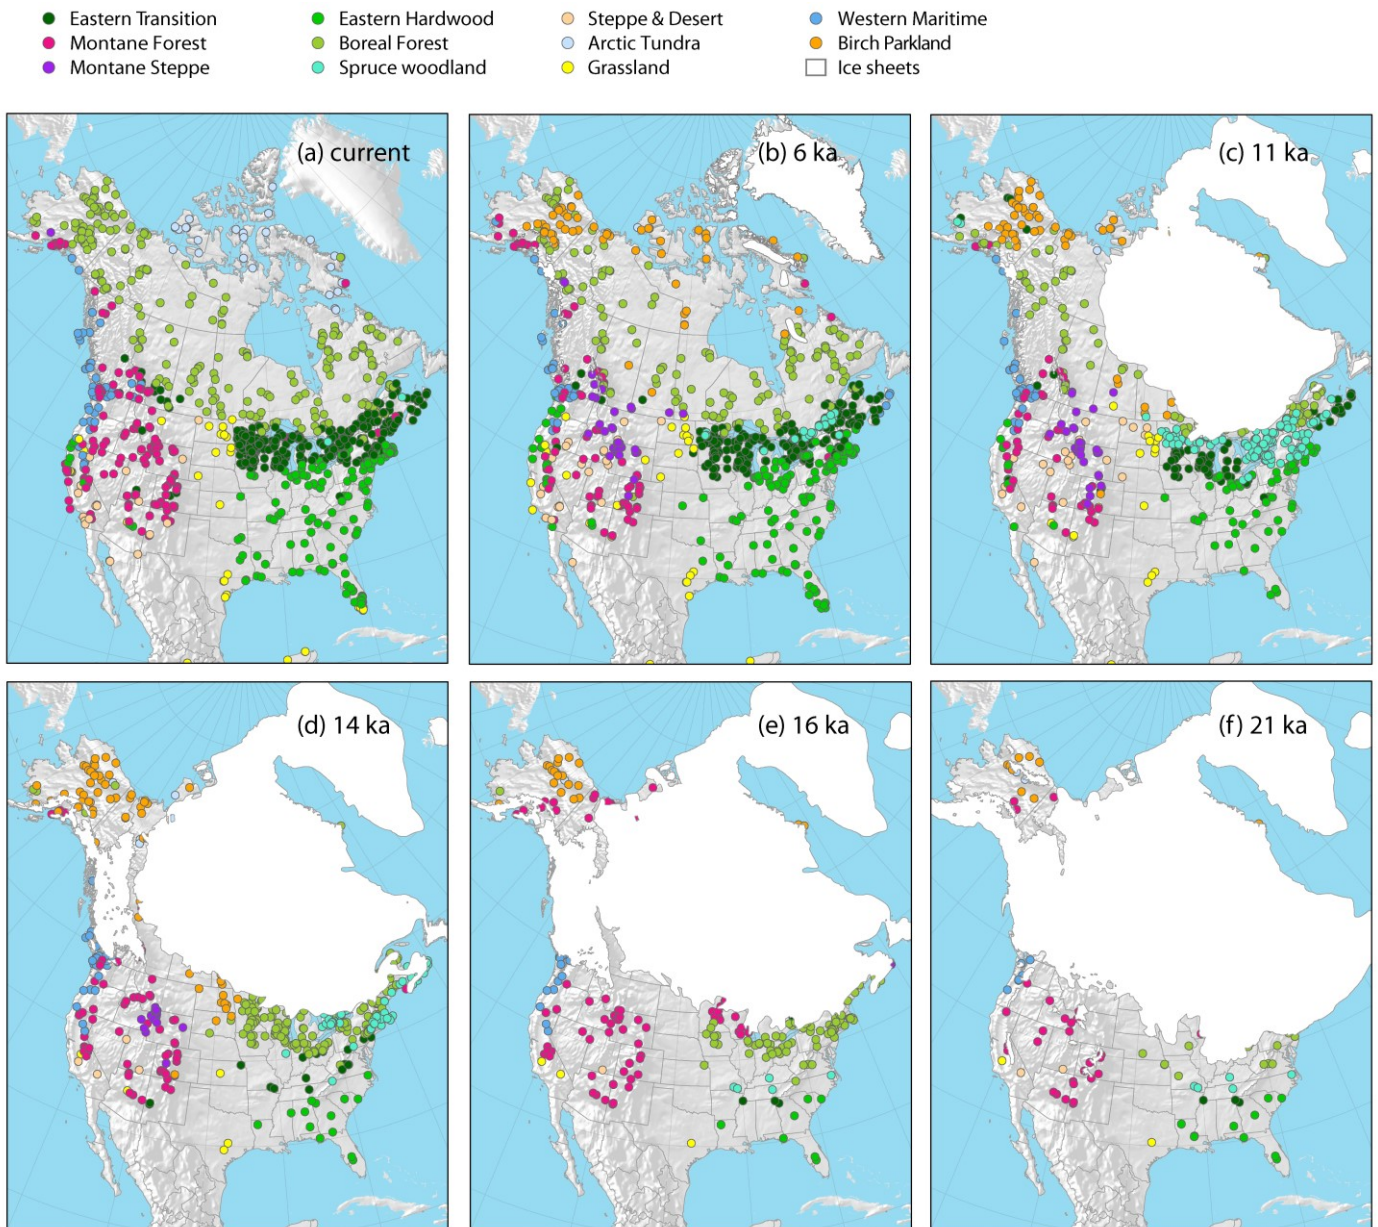 Eastern Transition Eastern Hardwood Steppe & Desert Western Maritime
Montane Forest Boreal Forest Arctic Tundra Birch Parkland
Montane Steppe Spruce woodland Grassland Ice sheets
(a) current (b) 6 ka (c) 11 ka
(d) 14 ka (e) 16 ka (f) 21 ka